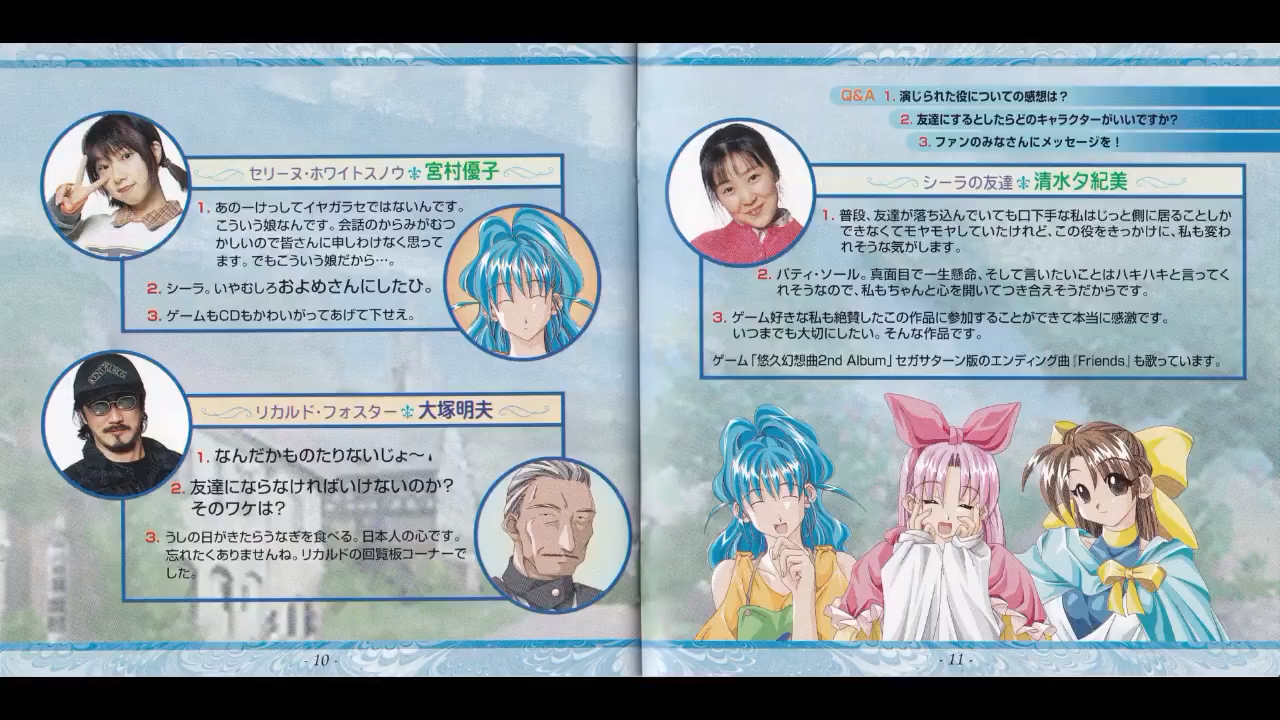 セリーヌ・ホワイトスノウ 宮村優子
1. あのーけっしてイヤガラセではないんです。
こういう娘なんです。会話のからみがむつ
かしいので皆さんに申しわけなく思って
ます。でもこういう娘だから…。
2. シーラ。いやむしろおよめさんにしたひ。
3. ゲームもCDもかわいがってあげて下せえ。
リカルド・フォスター 大塚明夫
1. なんだかものたりないじょ〜、
2. 友達にならなければいけないのか?
そのワケは?
3. うしの日がきたらうなぎを食べる。日本人の心です。
忘れたくありませんね。リカルドの回覧板コーナーで
した。
- 10 -
Q&A 1. 演じられた役についての感想は?
2. 友達にするとしたらどのキャラクターがいいですか?
3. ファンのみなさんにメッセージを!
シーラの友達 清水夕紀美
1. 普段、友達が落ち込んでいても口下手な私はじっと側に居ることしか
できなくてモヤモヤしていたけれど、この役をきっかけに、私も変わ
れそうな気がします。
2. パティ・ソール。真面目で一生懸命、そして言いたいことはハキハキと言ってく
れそうなので、私もちゃんと心を開いてつき合えそうだからです。
3. ゲーム好きな私も絶賛したこの作品に参加することができて本当に感激です。
いつまでも大切にしたい。そんな作品です。
ゲーム「悠久幻想曲2nd Album」セガサターン版のエンディング曲『Friends』も歌っています。
- 11 -